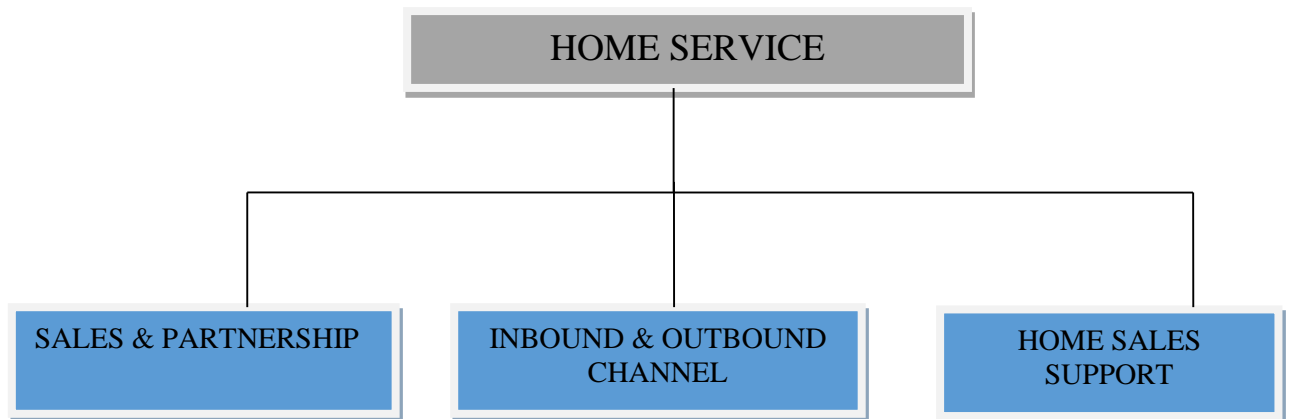 HOME SERVICE
SALES & PARTNERSHIP
INBOUND & OUTBOUND
CHANNEL
HOME SALES
SUPPORT